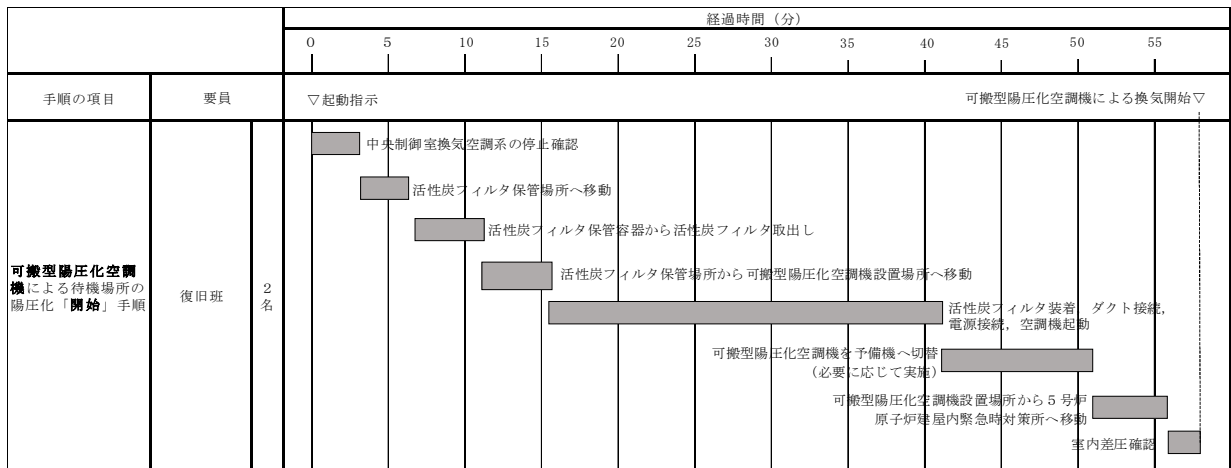 経過時間（分）
0 5 10 15 20 25 30 35 40 45 50 55
手順の項目 要員 ▽起動指示 可搬型陽圧化空調機による換気開始▽
中央制御室換気空調系の停止確認
活性炭フィルタ保管場所へ移動
活性炭フィルタ保管容器から活性炭フィルタ取出し
活性炭フィルタ保管場所から可搬型陽圧化空調機設置場所へ移動
可搬型陽圧化空調
機による待機場所の
陽圧化「開始」手順
復旧班
2
名
活性炭フィルタ装着，ダクト接続，
電源接続，空調機起動
可搬型陽圧化空調機を予備機へ切替
（必要に応じて実施）
可搬型陽圧化空調機設置場所から５号炉
原子炉建屋内緊急時対策所へ移動
室内差圧確認